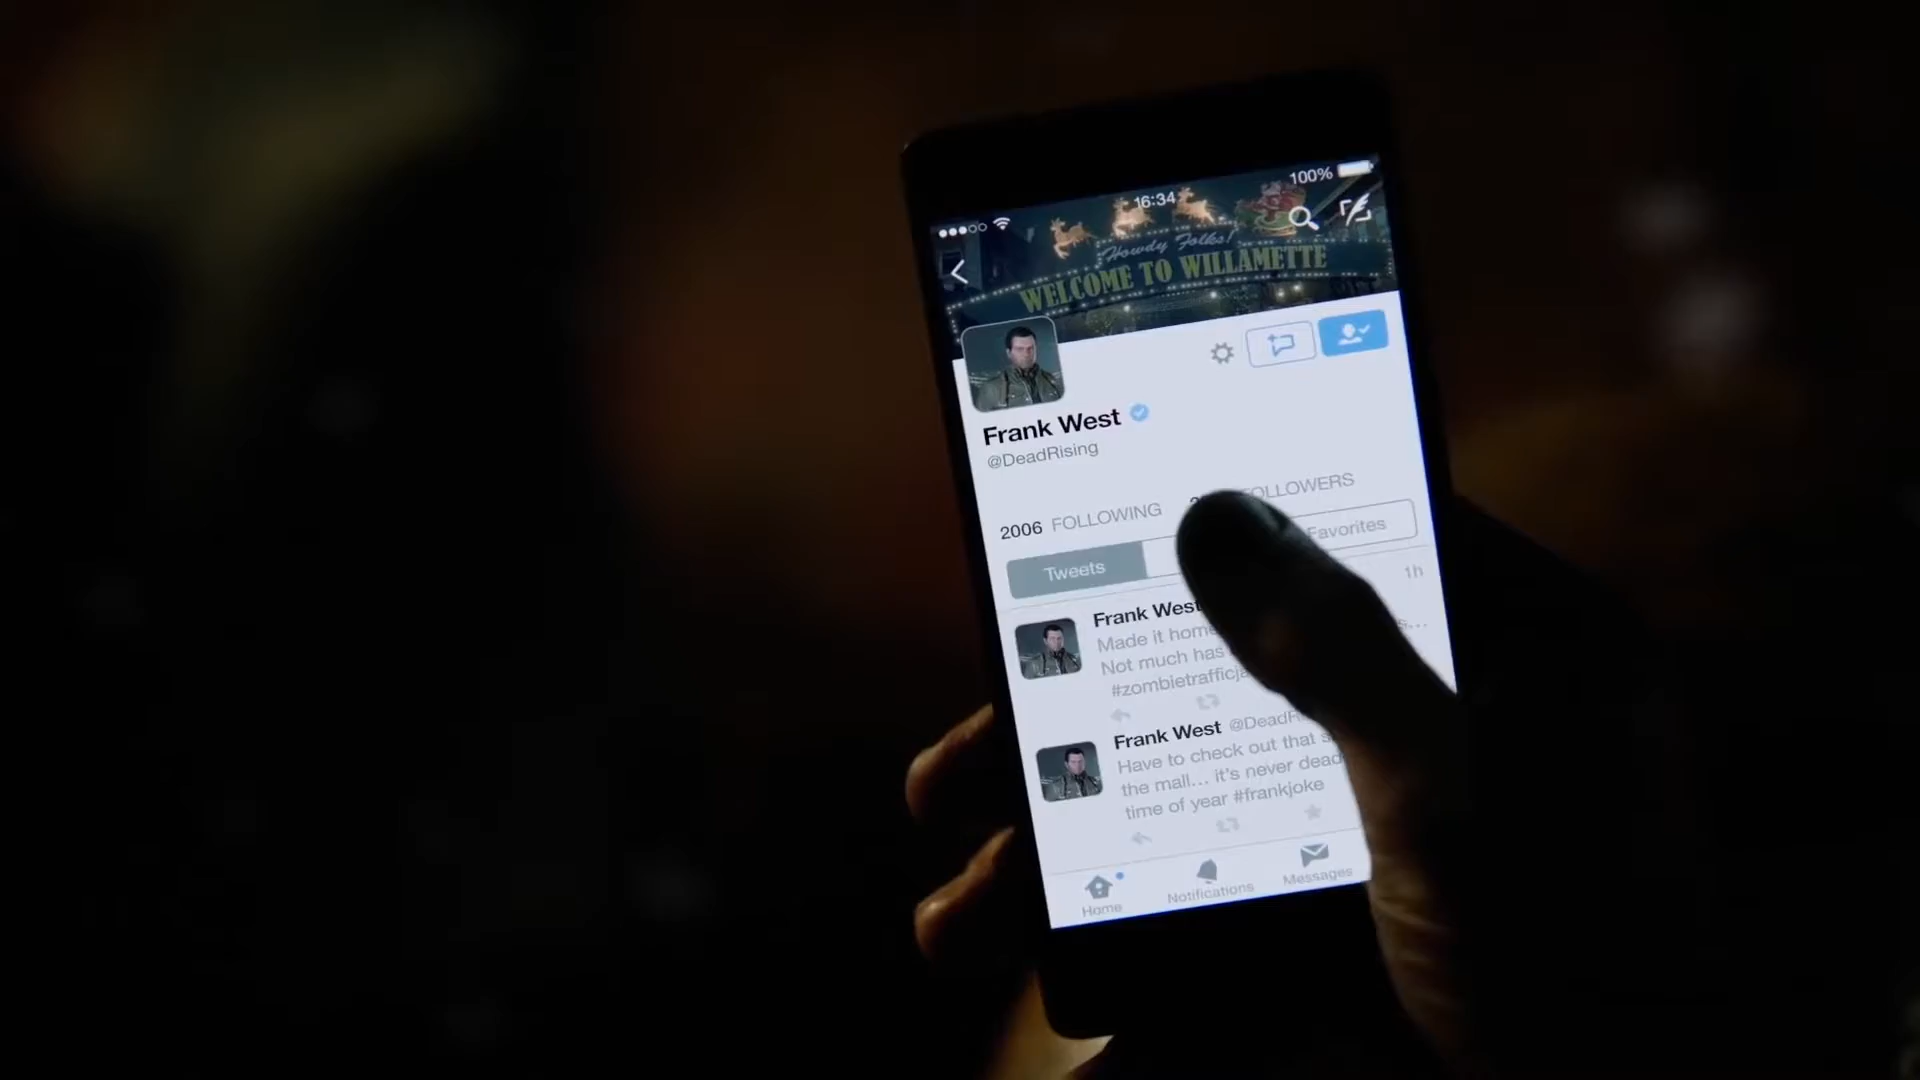 16:34
100%
Howdy Folks!
WELCOME TO WILLAMETTE
Frank West
@DeadRising
2006 FOLLOWING
FOLLOWERS
Tweets
Favorites
1h
Frank West
Made it home
Not much has
#zombietrafficja
Frank West @DeadR
Have to check out that s
the mall... it's never dead
time of year #frankjoke
Home
Notifications
Messages